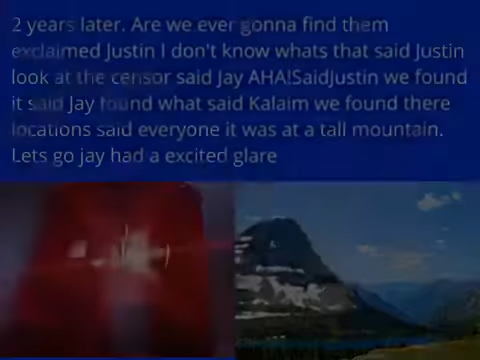 2 years later. Are we ever gonna find them
exclaimed Justin I don't know whats that said Justin
look at the censor said Jay AHA!SaidJustin we found
it said Jay found what said Kalaim we found there
locations said everyone it was at a tall mountain.
Lets go jay had a excited glare